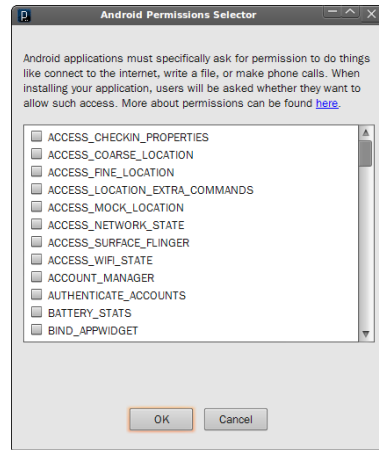 Android Permissions Selector
Android applications must specifically ask for permission to do things
like connect to the internet, write a file, or make phone calls. When
installing your application, users will be asked whether they want to
allow such access. More about permissions can be found here.
ACCESS_CHECKIN_PROPERTIES
ACCESS_COARSE_LOCATION
ACCESS_FINE_LOCATION
ACCESS_LOCATION_EXTRA_COMMANDS
ACCESS_MOCK_LOCATION
ACCESS_NETWORK_STATE
ACCESS_SURFACE_FLINGER
ACCESS_WIFI_STATE
ACCOUNT_MANAGER
AUTHENTICATE_ACCOUNTS
BATTERY_STATS
BIND_APPWIDGET
OK Cancel